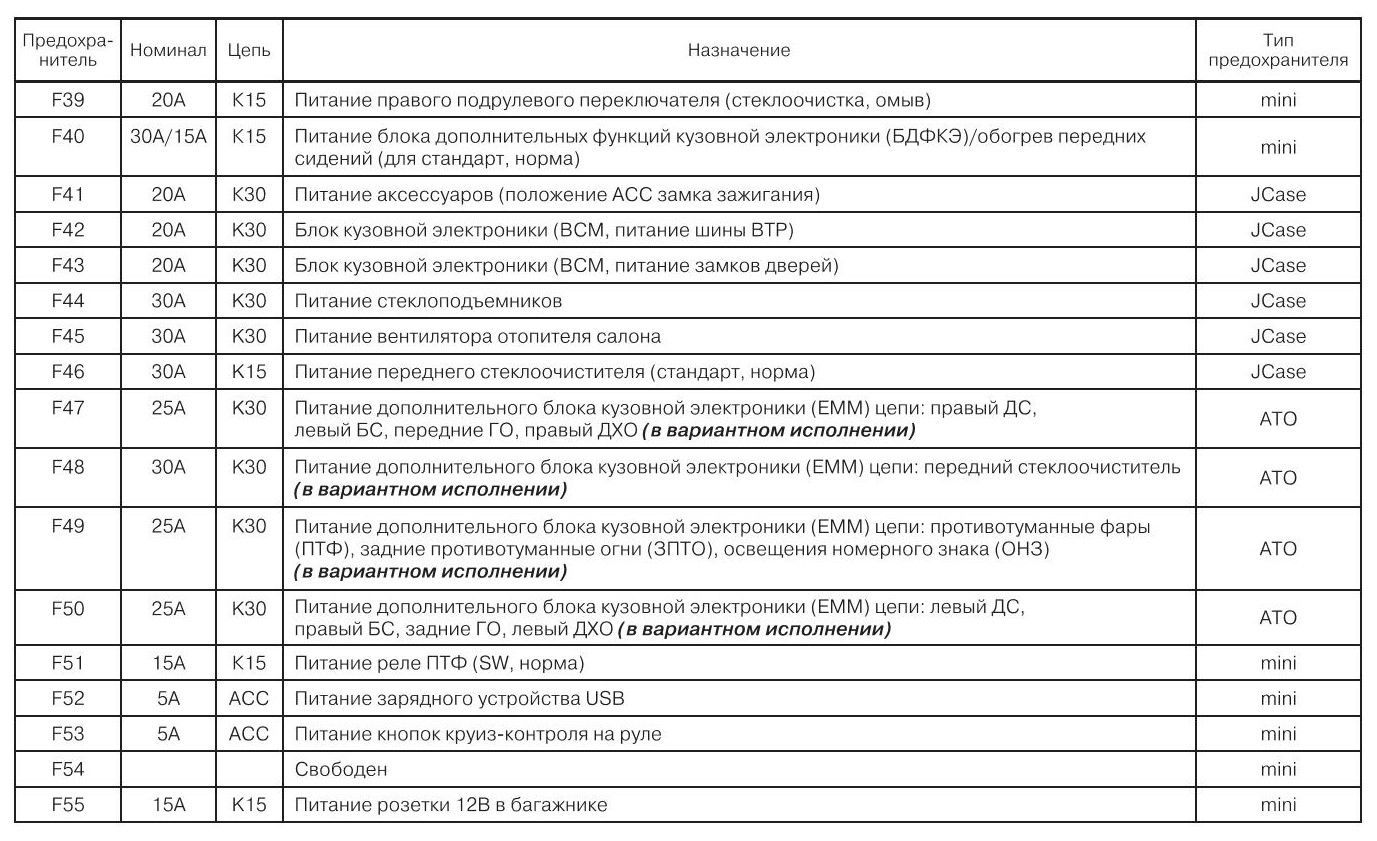 Предохра-
нитель Номинал Цепь Назначение Тип
предохранителя
F39 20A K15 Питание правого подрулевого переключателя (стеклоочистка, омыв) mini
F40 30A/15A K15 Питание блока дополнительных функций кузовной электроники (БДФКЭ)/обогрев передних
сидений (для стандарт, норма) mini
F41 20A K30 Питание аксессуаров (положение ACC замка зажигания) JCase
F42 20A K30 Блок кузовной электроники (BCM, питание шины BTP) JCase
F43 20A K30 Блок кузовной электроники (BCM, питание замков дверей) JCase
F44 30A K30 Питание стеклоподъемников JCase
F45 30A K30 Питание вентилятора отопителя салона JCase
F46 30A K15 Питание переднего стеклоочистителя (стандарт, норма) JCase
F47 25A K30 Питание дополнительного блока кузовной электроники (EMM) цепи: правый ДС,
левый БС, передние ГО, правый ДХО (в вариантном исполнении) ATO
F48 30A K30 Питание дополнительного блока кузовной электроники (EMM) цепи: передний стеклоочиститель
(в вариантном исполнении) ATO
F49 25A K30 Питание дополнительного блока кузовной электроники (EMM) цепи: противотуманные фары
(ПТФ), задние противотуманные огни (ЗПТО), освещения номерного знака (ОНЗ)
(в вариантном исполнении) ATO
F50 25A K30 Питание дополнительного блока кузовной электроники (EMM) цепи: левый ДС,
правый БС, задние ГО, левый ДХО (в вариантном исполнении) ATO
F51 15A K15 Питание реле ПТФ (SW, норма) mini
F52 5A ACC Питание зарядного устройства USB mini
F53 5A ACC Питание кнопок круиз-контроля на руле mini
F54 Свободен mini
F55 15A K15 Питание розетки 12В в багажнике mini